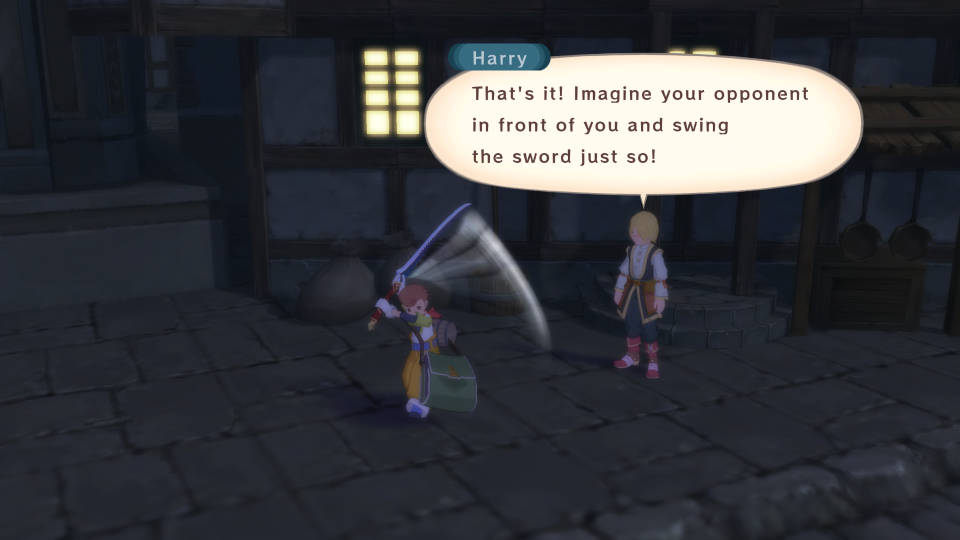 Harry
That's it! Imagine your opponent
in front of you and swing
the sword just so!